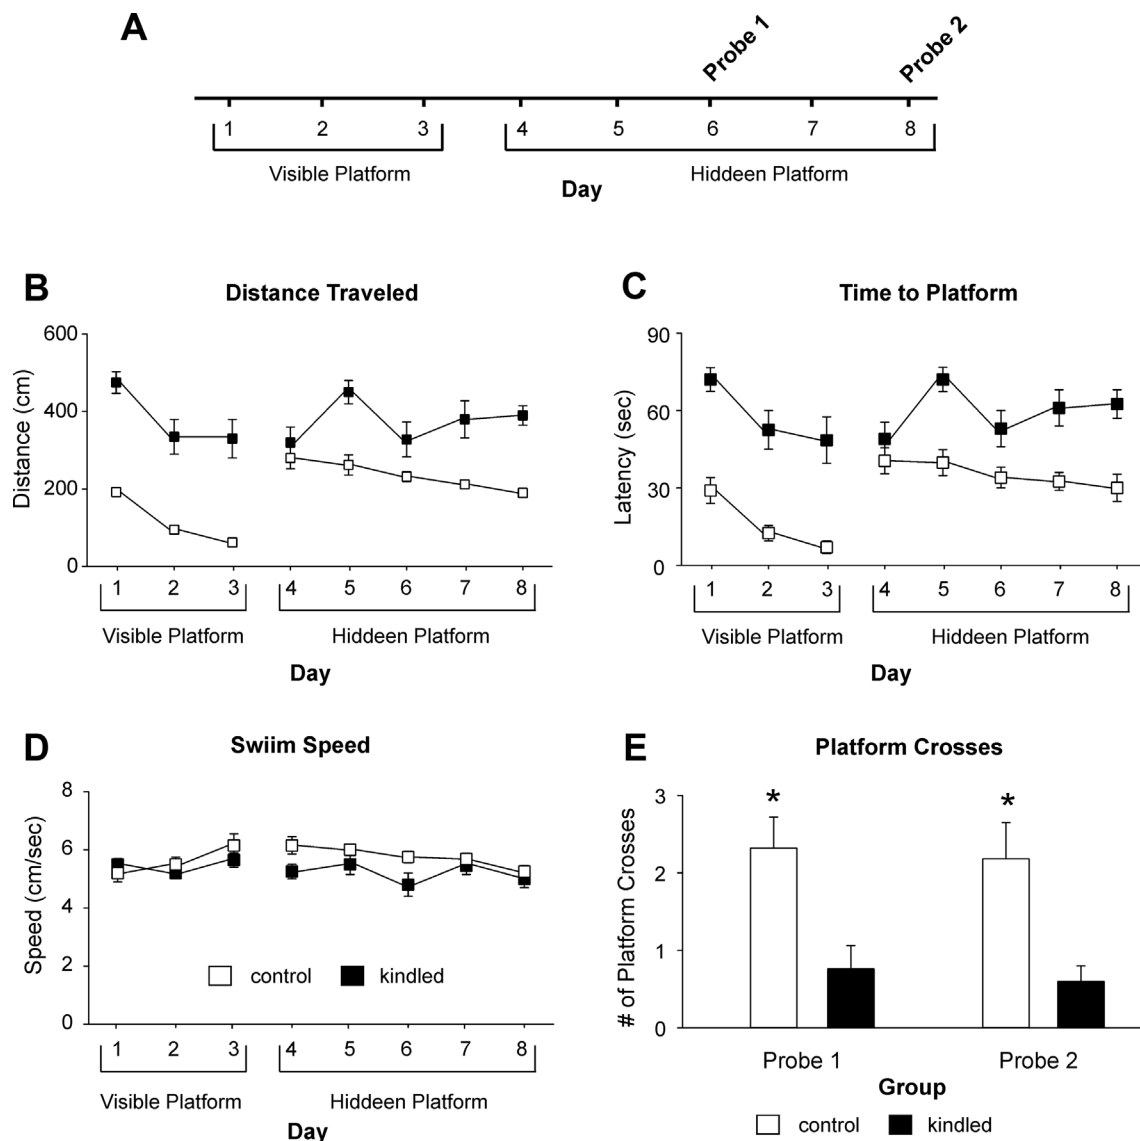 A
Probe 1
Probe 2
1 2 3 4 5 6 7 8
Visible Platform
Hiddeen Platform
Day
B
Distance Traveled
Distance (cm)
600
400
200
0
1 2 3 4 5 6 7 8
Visible Platform
Hiddeen Platform
Day
C
Time to Platform
Latency (sec)
90
60
30
0
1 2 3 4 5 6 7 8
Visible Platform
Hiddeen Platform
Day
D
Swiim Speed
Speed (cm/sec)
8
6
4
2
0
control
kindled
1 2 3 4 5 6 7 8
Visible Platform
Hiddeen Platform
Day
E
Platform Crosses
# of Platform Crosses
3
2
1
0
* *
Probe 1
Probe 2
Group
control
kindled